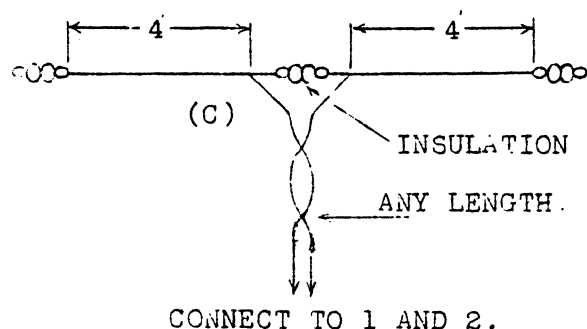 4' 4'
(C)
INSULATION
ANY LENGTH.
CONNECT TO 1 AND 2.